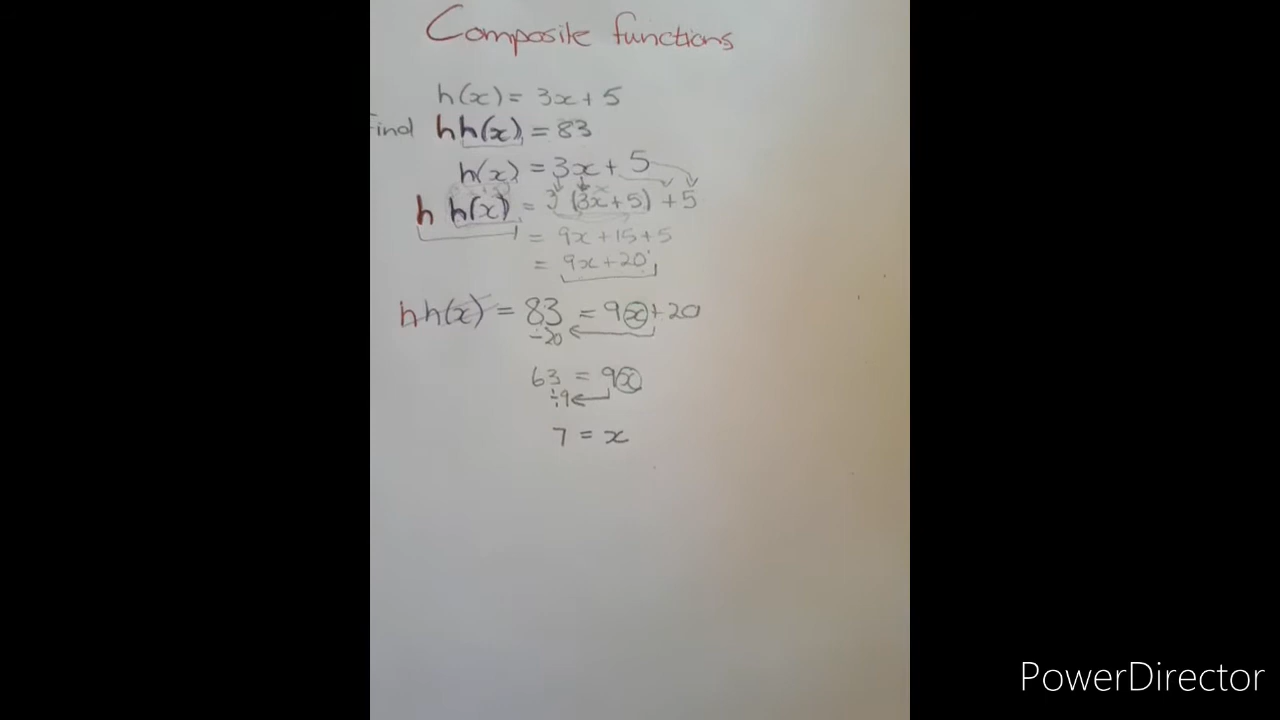 Composite functions
h(x) = 3x + 5
Find hh(x) = 83
h(x) = 3x + 5
h h(x) = 3 (3x+5) +5
= 9x+15+5
= 9x+20
hh(x) = 83 = 9x+20
-20
63 = 9x
÷9
7 = x
PowerDirector